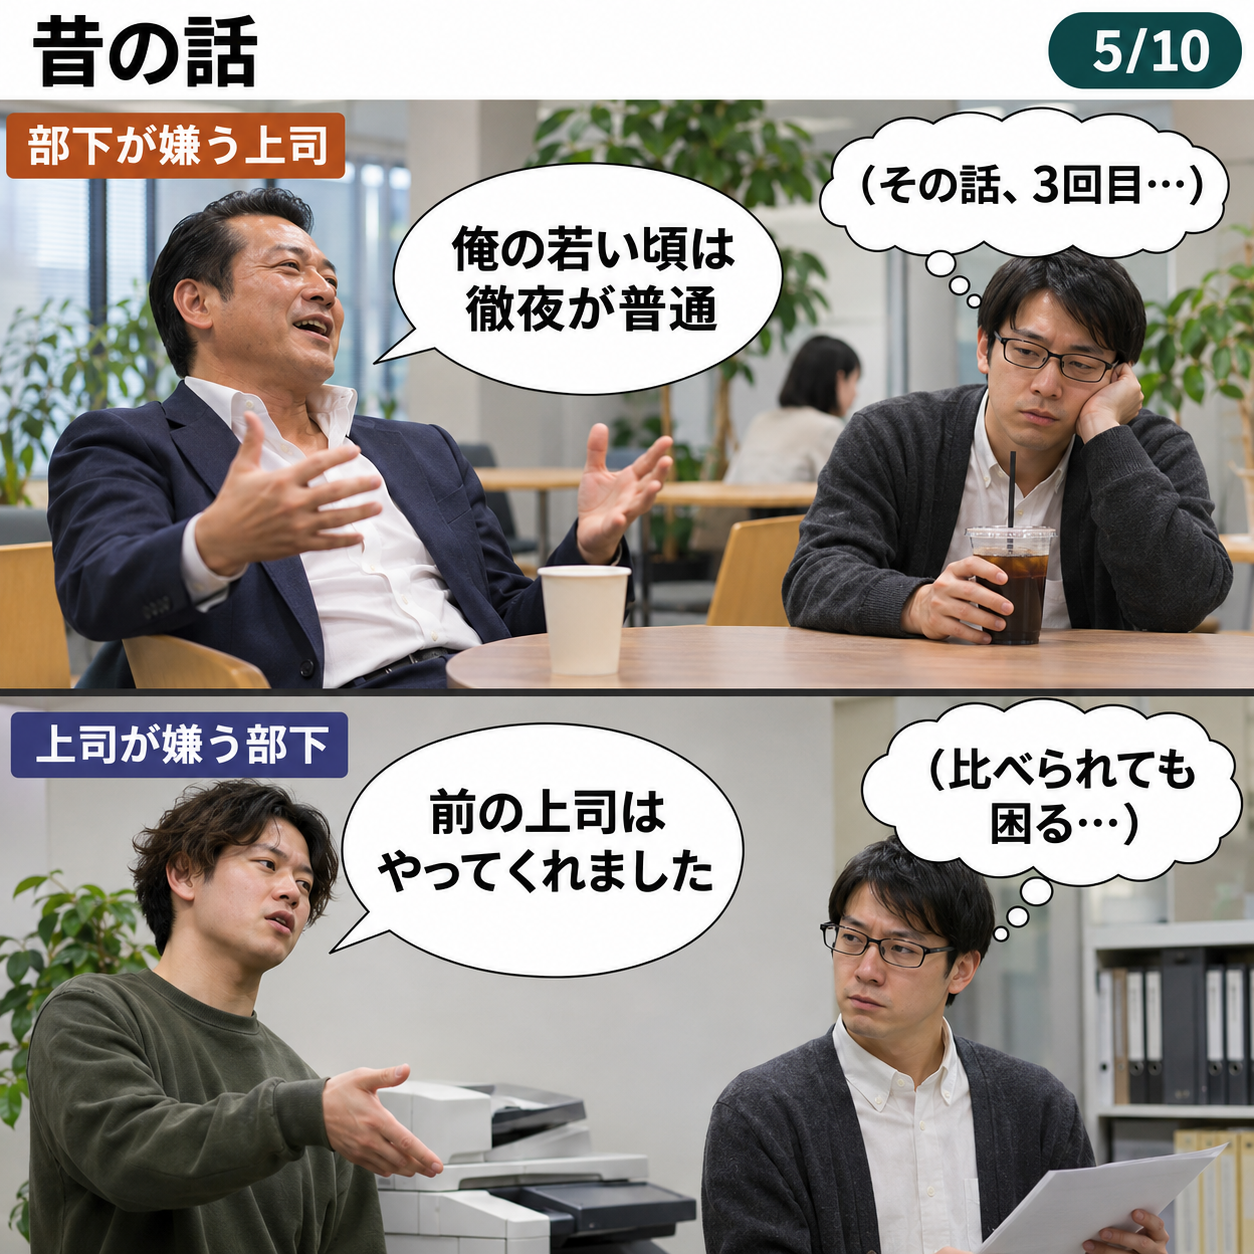 昔の話
5/10
部下が嫌う上司
俺の若い頃は
徹夜が普通
（その話、3回目…）
上司が嫌う部下
前の上司は
やってくれました
（比べられても
困る…）